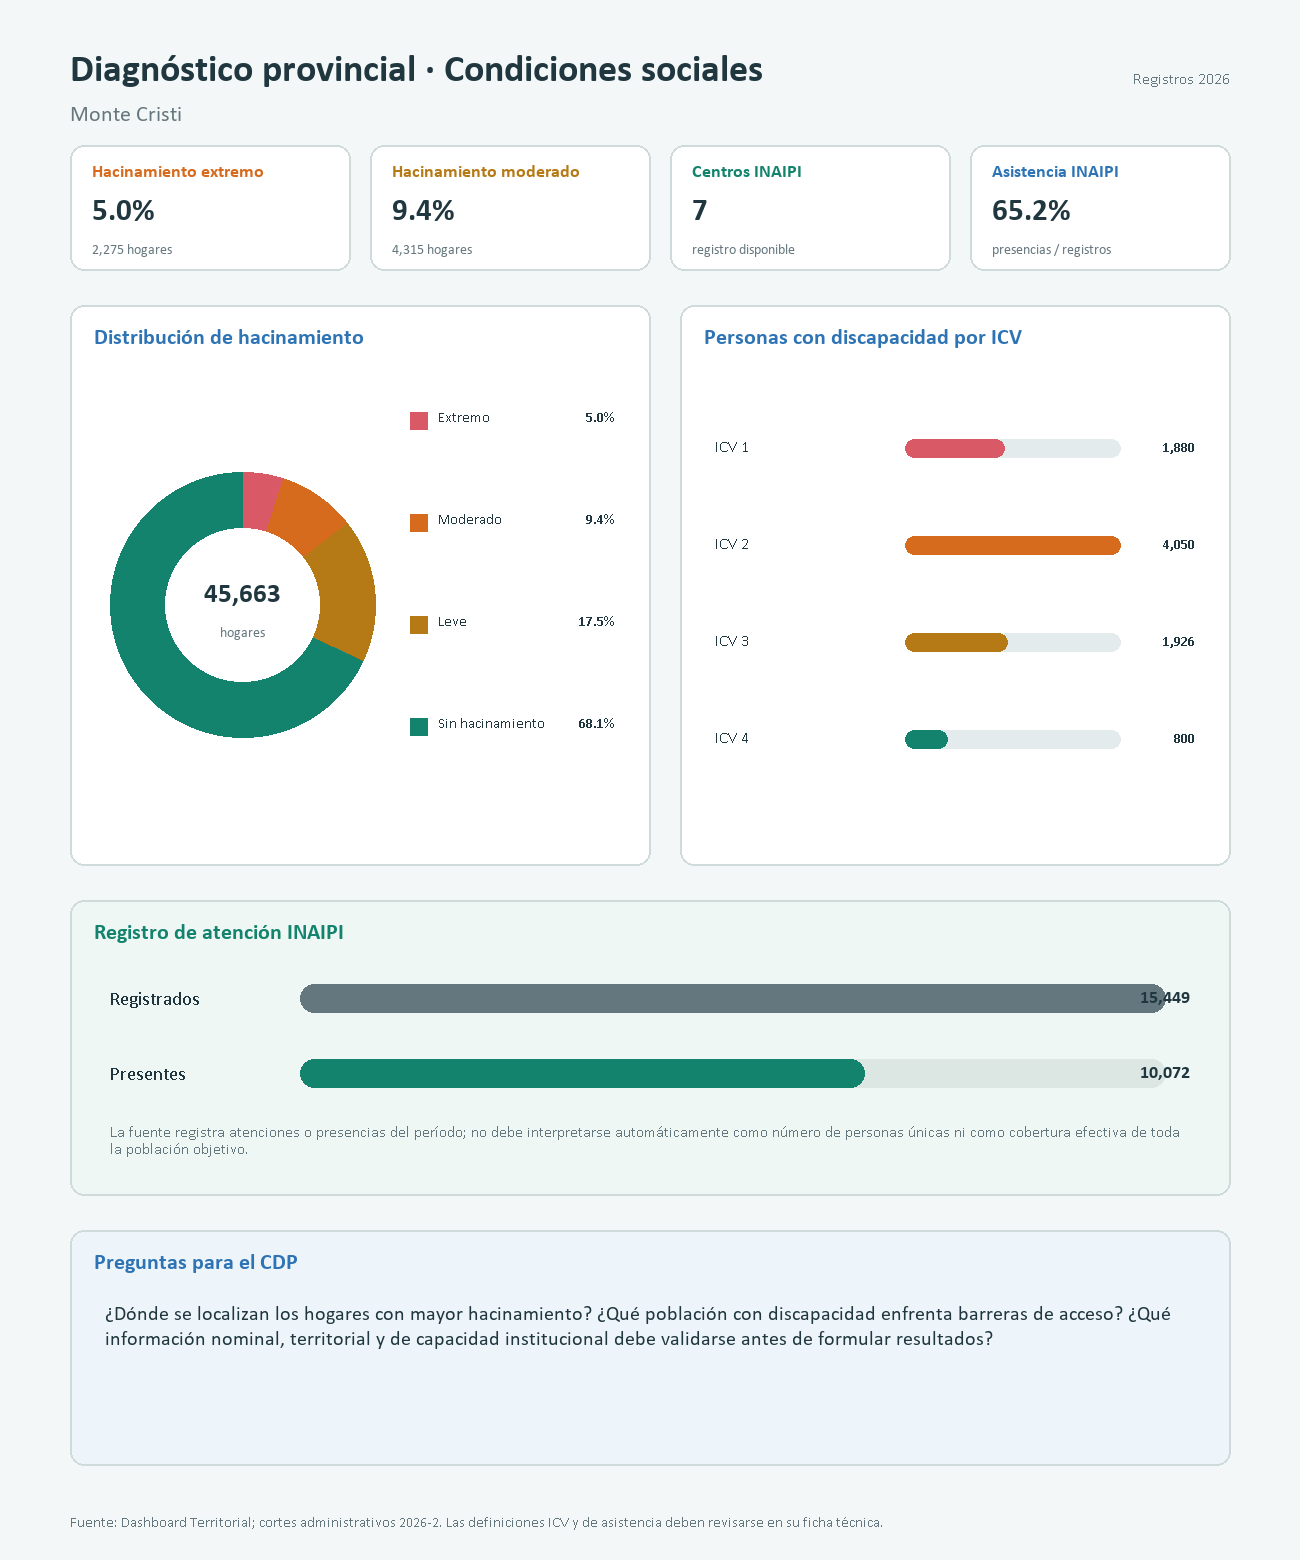 Diagnóstico provincial · Condiciones sociales
Registros 2026
Monte Cristi
Hacinamiento extremo
5.0%
2,275 hogares
Hacinamiento moderado
9.4%
4,315 hogares
Centros INAIPI
7
registro disponible
Asistencia INAIPI
65.2%
presencias / registros
Distribución de hacinamiento
Extremo 5.0%
Moderado 9.4%
Leve 17.5%
Sin hacinamiento 68.1%
45,663
hogares
Personas con discapacidad por ICV
ICV 1 1,880
ICV 2 4,050
ICV 3 1,926
ICV 4 800
Registro de atención INAIPI
Registrados 15,449
Presentes 10,072
La fuente registra atenciones o presencias del período; no debe interpretarse automáticamente como número de personas únicas ni como cobertura efectiva de toda
la población objetivo.
Preguntas para el CDP
¿Dónde se localizan los hogares con mayor hacinamiento? ¿Qué población con discapacidad enfrenta barreras de acceso? ¿Qué
información nominal, territorial y de capacidad institucional debe validarse antes de formular resultados?
Fuente: Dashboard Territorial; cortes administrativos 2026-2. Las definiciones ICV y de asistencia deben revisarse en su ficha técnica.